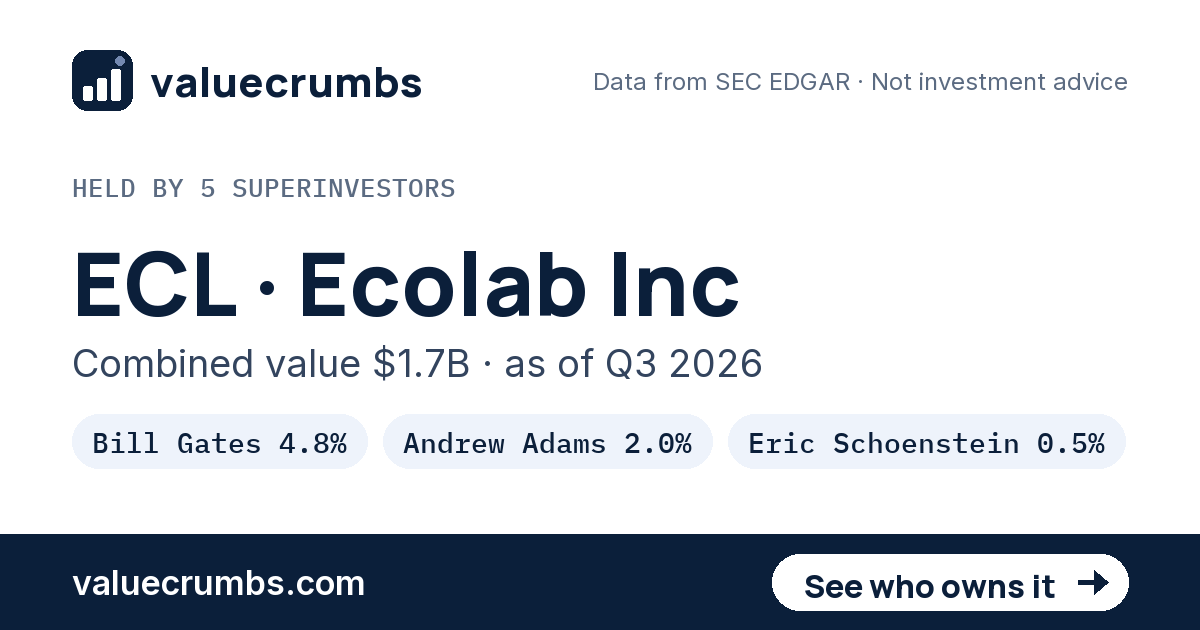 valuecrumbs
Data from SEC EDGAR · Not investment advice
HELD BY 5 SUPERINVESTORS
ECL · Ecolab Inc
Combined value $1.7B · as of Q3 2026
Bill Gates 4.8%
Andrew Adams 2.0%
Eric Schoenstein 0.5%
valuecrumbs.com
See who owns it →